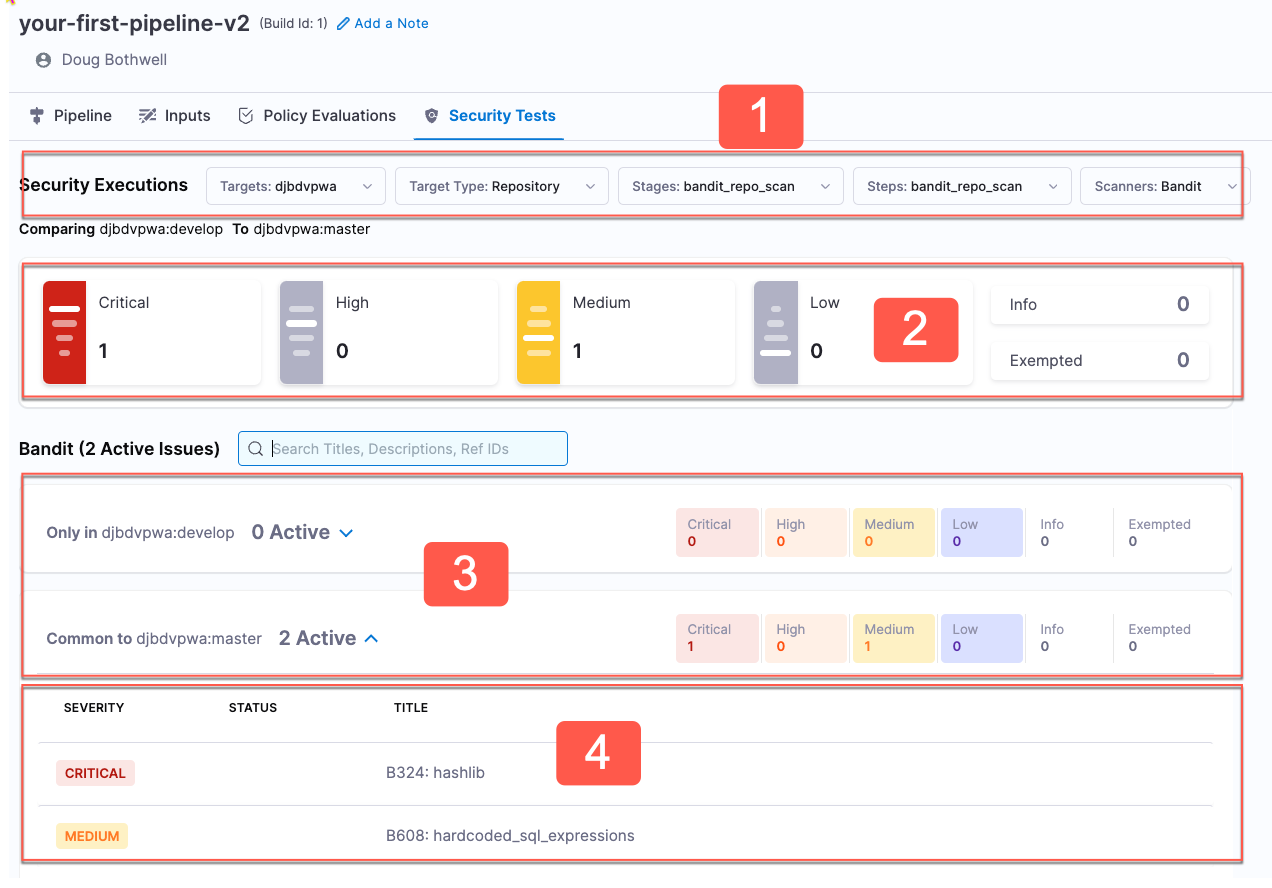 your-first-pipeline-v2 (Build Id: 1) Add a Note
Doug Bothwell
Pipeline Inputs Policy Evaluations Security Tests
1
Security Executions Targets: djbdvpwa Target Type: Repository Stages: bandit_repo_scan Steps: bandit_repo_scan Scanners: Bandit
Comparing djbdvpwa:develop To djbdvpwa:master
Critical
1
High
0
Medium
1
Low
0
2
Info 0
Exempted 0
Bandit (2 Active Issues) Search Titles, Descriptions, Ref IDs
Only in djbdvpwa:develop 0 Active
Critical High Medium Low Info Exempted
0 0 0 0 0 0
3
Common to djbdvpwa:master 2 Active
Critical High Medium Low Info Exempted
1 0 1 0 0 0
SEVERITY STATUS TITLE
4
CRITICAL B324: hashlib
MEDIUM B608: hardcoded_sql_expressions